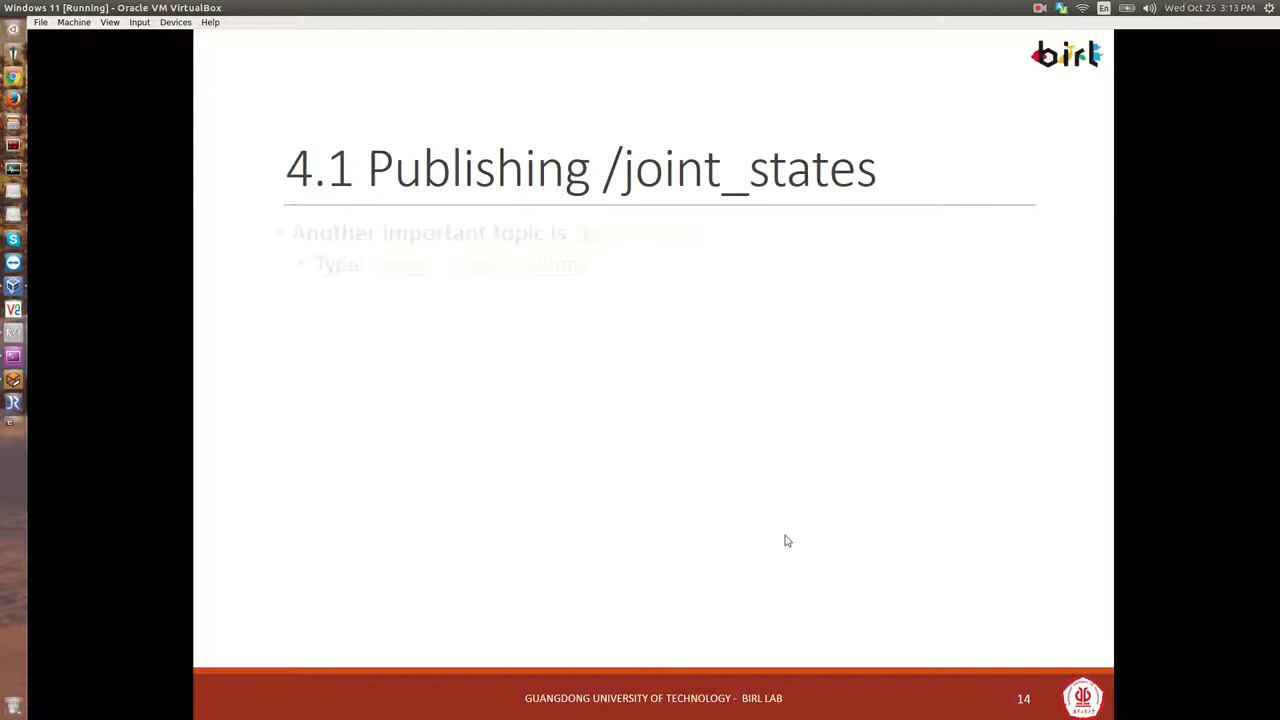 Windows 11 [Running] - Oracle VM VirtualBox
En
Wed Oct 25 3:13 PM
File Machine View Input Devices Help
birl
4.1 Publishing /joint_states
• Another important topic is
• Type:
GUANGDONG UNIVERSITY OF TECHNOLOGY - BIRL LAB
14